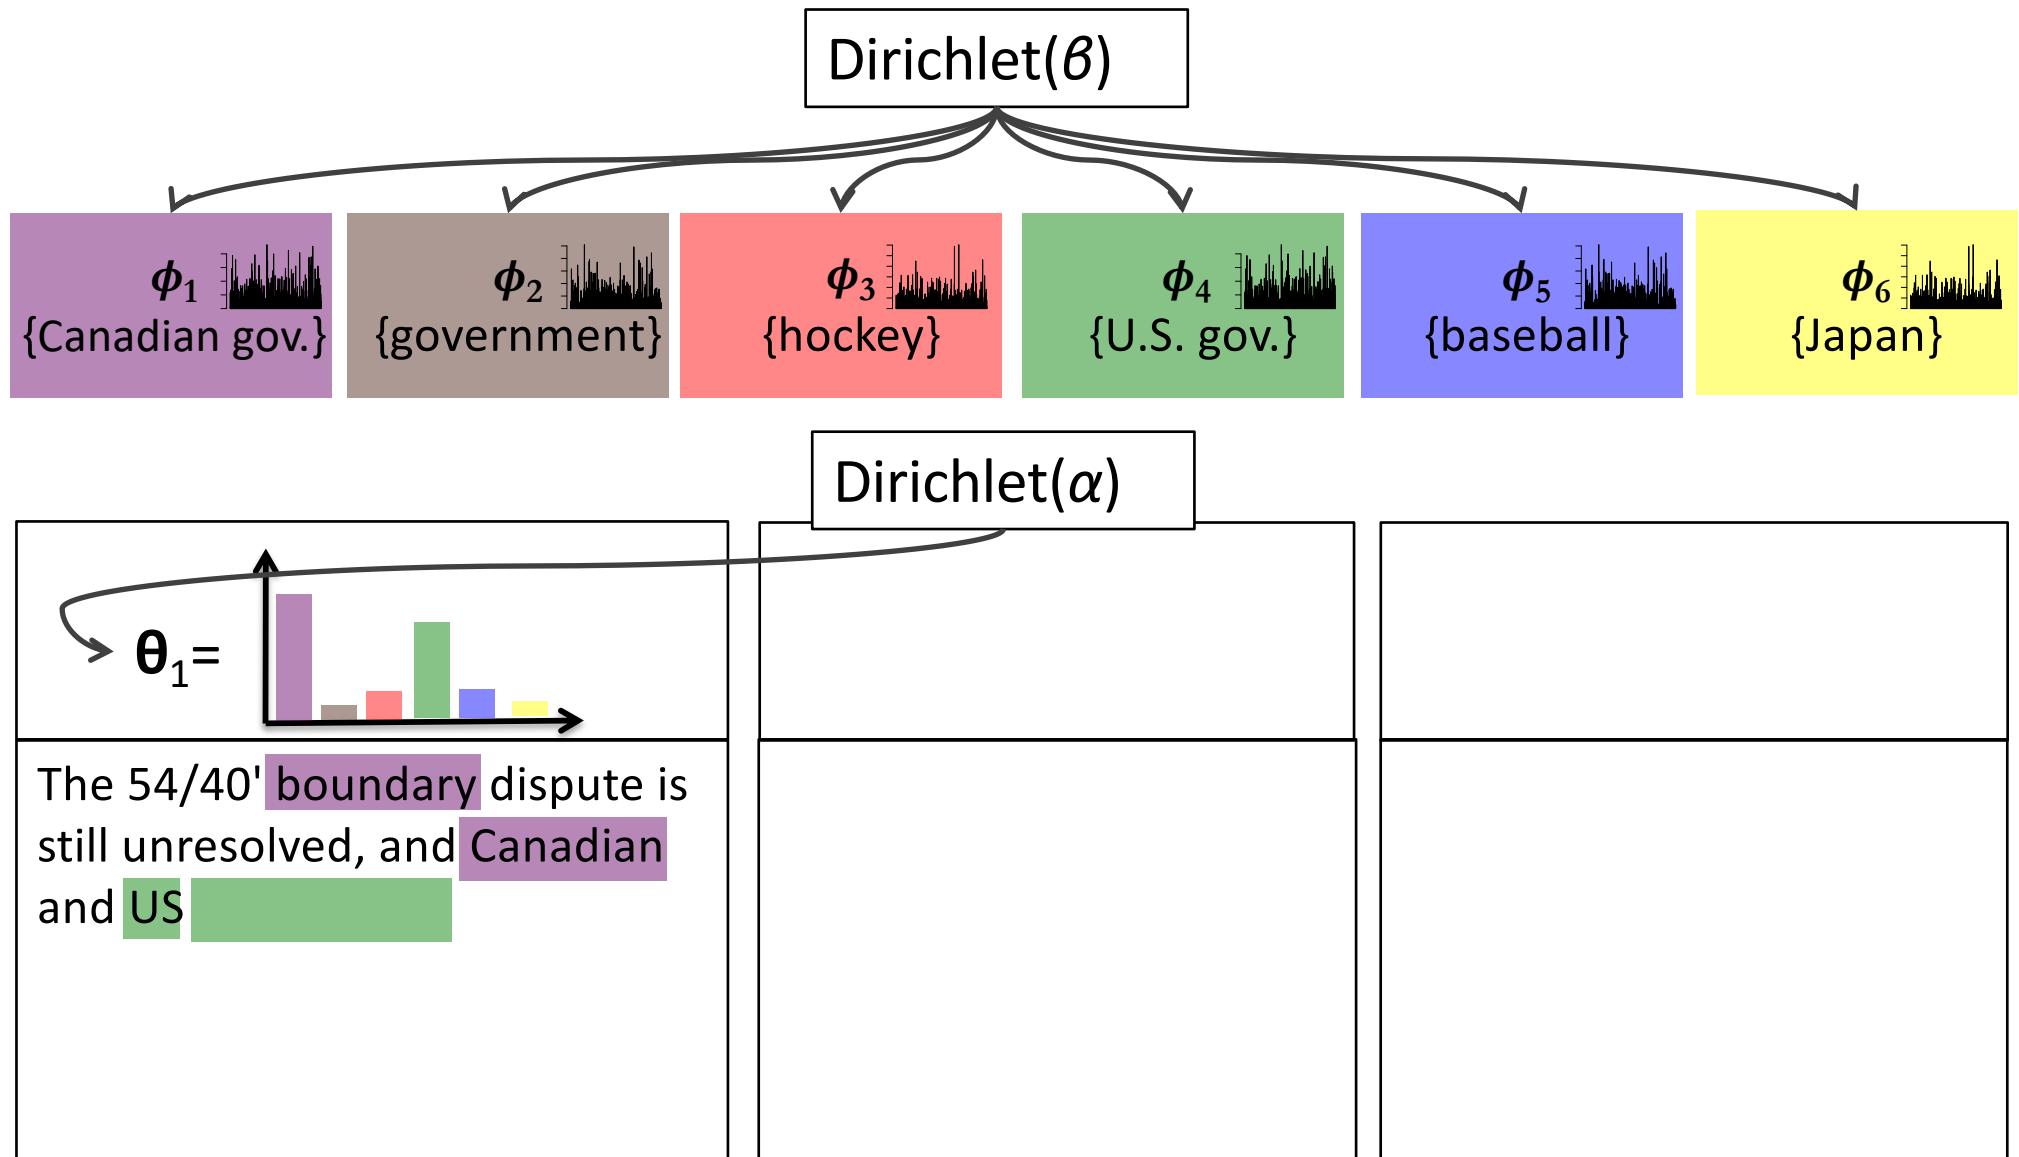 Dirichlet(β)
ϕ1 ϕ2 ϕ3 ϕ4 ϕ5 ϕ6
{Canadian gov.} {government} {hockey} {U.S. gov.} {baseball} {Japan}
Dirichlet(α)
θ1=
The 54/40' boundary dispute is
still unresolved, and Canadian
and US